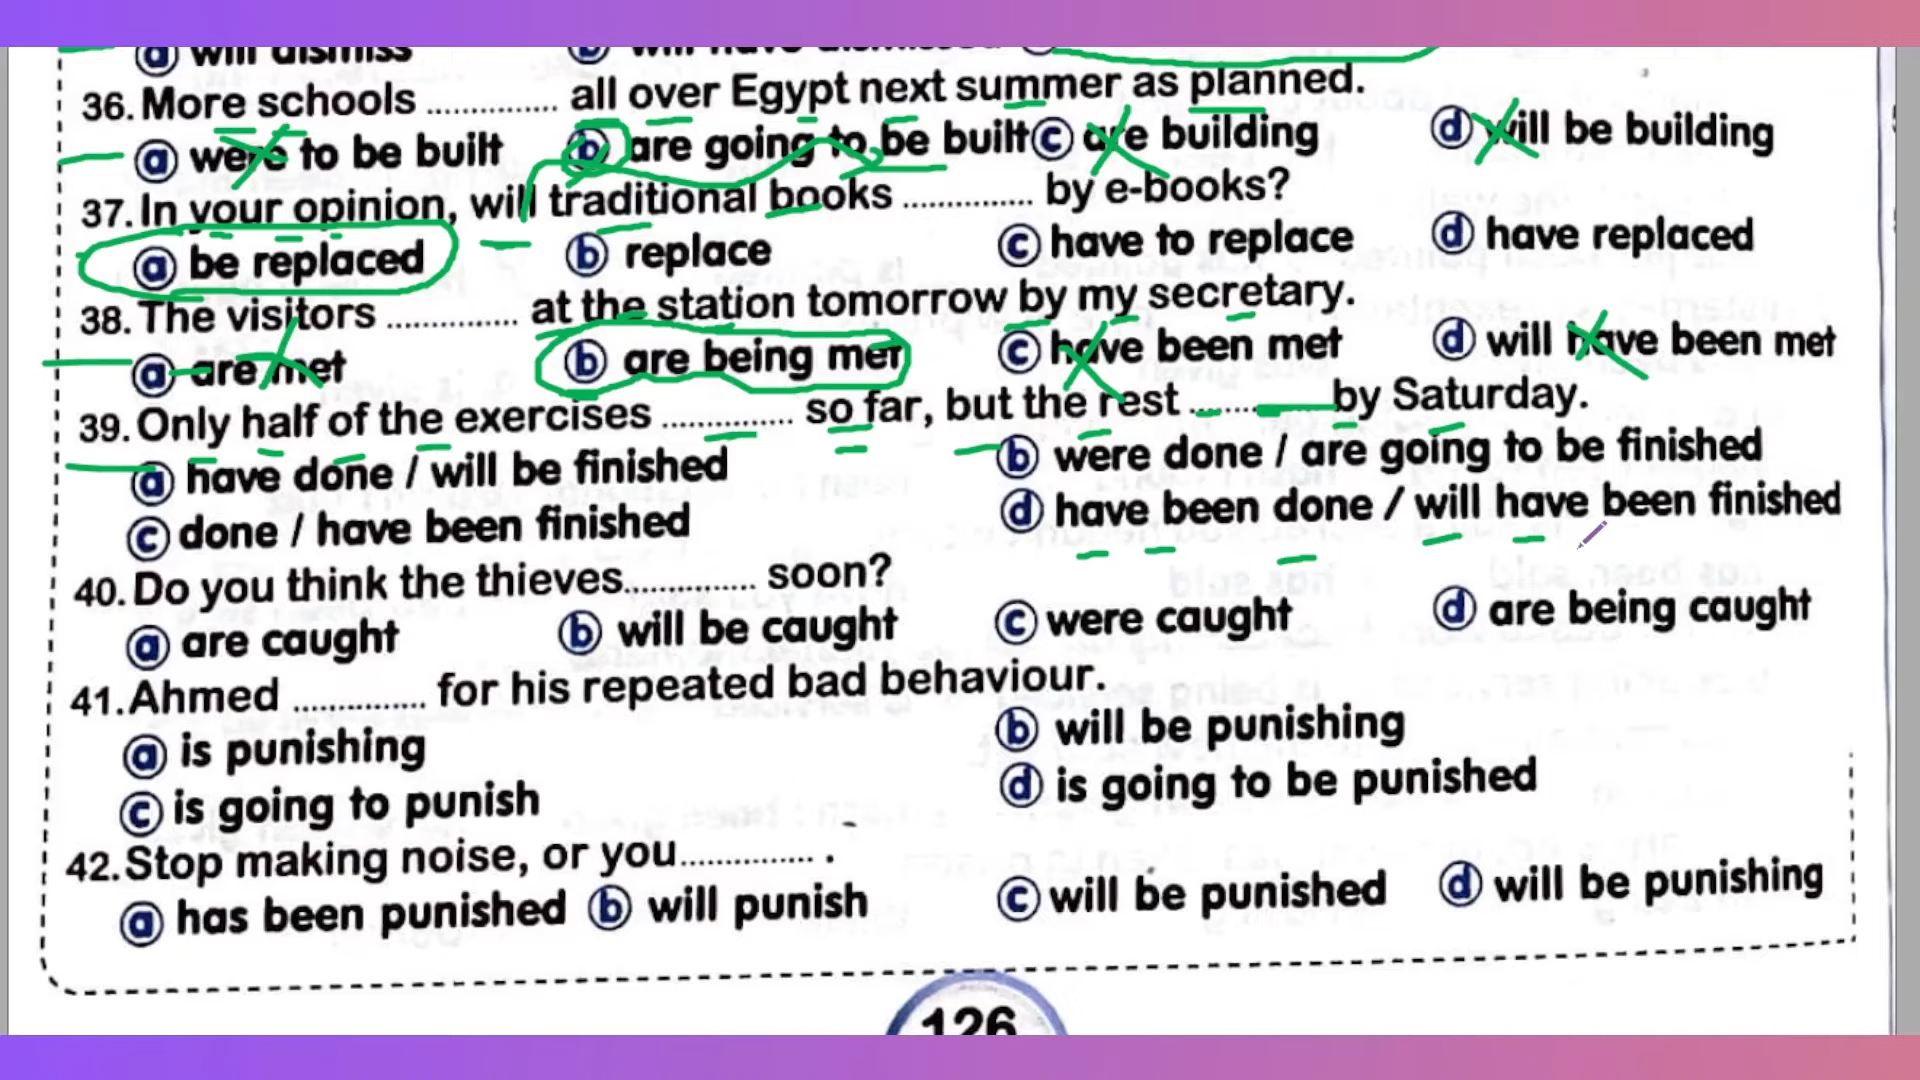 ⓐ will dismiss ⓑ will have dismissed ⓒ
36. More schools .............. all over Egypt next summer as planned.
ⓐ were to be built ⓑ are going to be built ⓒ are building ⓓ will be building
37. In your opinion, will traditional books .............. by e-books?
ⓐ be replaced ⓑ replace ⓒ have to replace ⓓ have replaced
38. The visitors .............. at the station tomorrow by my secretary.
ⓐ are met ⓑ are being met ⓒ have been met ⓓ will have been met
39. Only half of the exercises .............. so far, but the rest .............. by Saturday.
ⓐ have done / will be finished ⓑ were done / are going to be finished
ⓒ done / have been finished ⓓ have been done / will have been finished
40. Do you think the thieves.............. soon?
ⓐ are caught ⓑ will be caught ⓒ were caught ⓓ are being caught
41. Ahmed .............. for his repeated bad behaviour.
ⓐ is punishing ⓑ will be punishing
ⓒ is going to punish ⓓ is going to be punished
42. Stop making noise, or you.............. .
ⓐ has been punished ⓑ will punish ⓒ will be punished ⓓ will be punishing
126